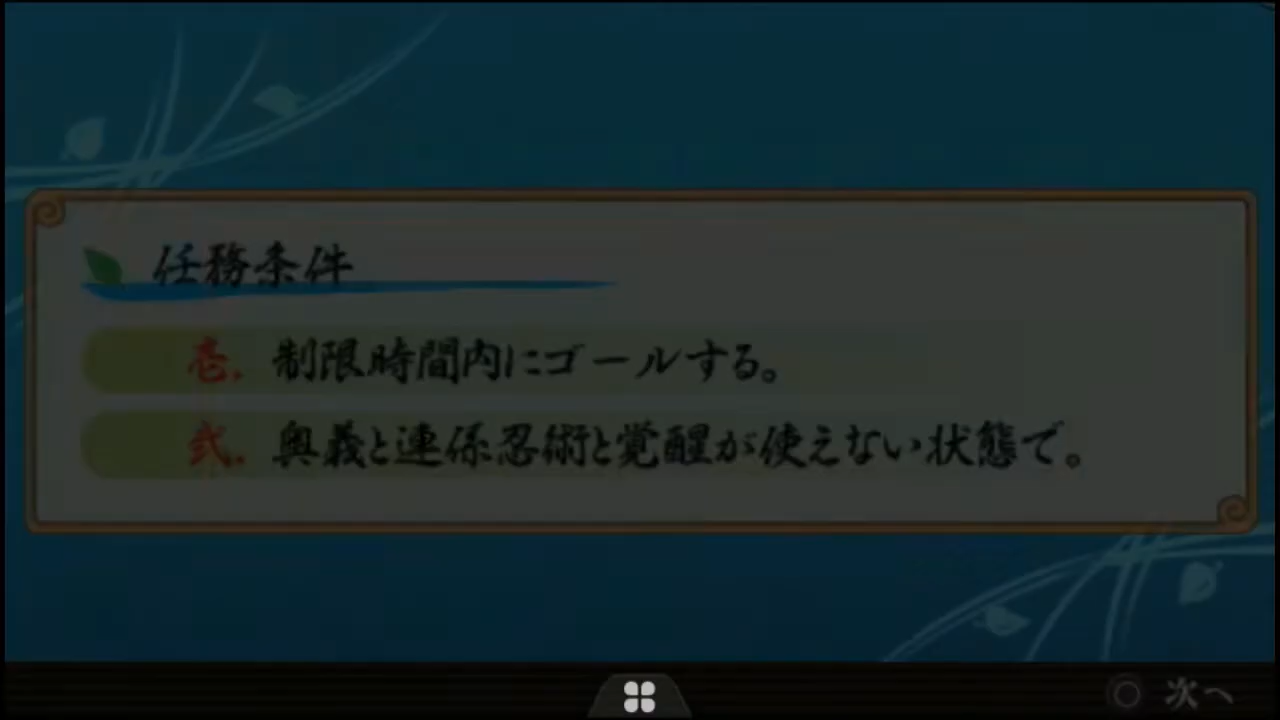 任務条件
壱. 制限時間内にゴールする。
弐. 奥義と連係忍術と覚醒が使えない状態で。
次へ